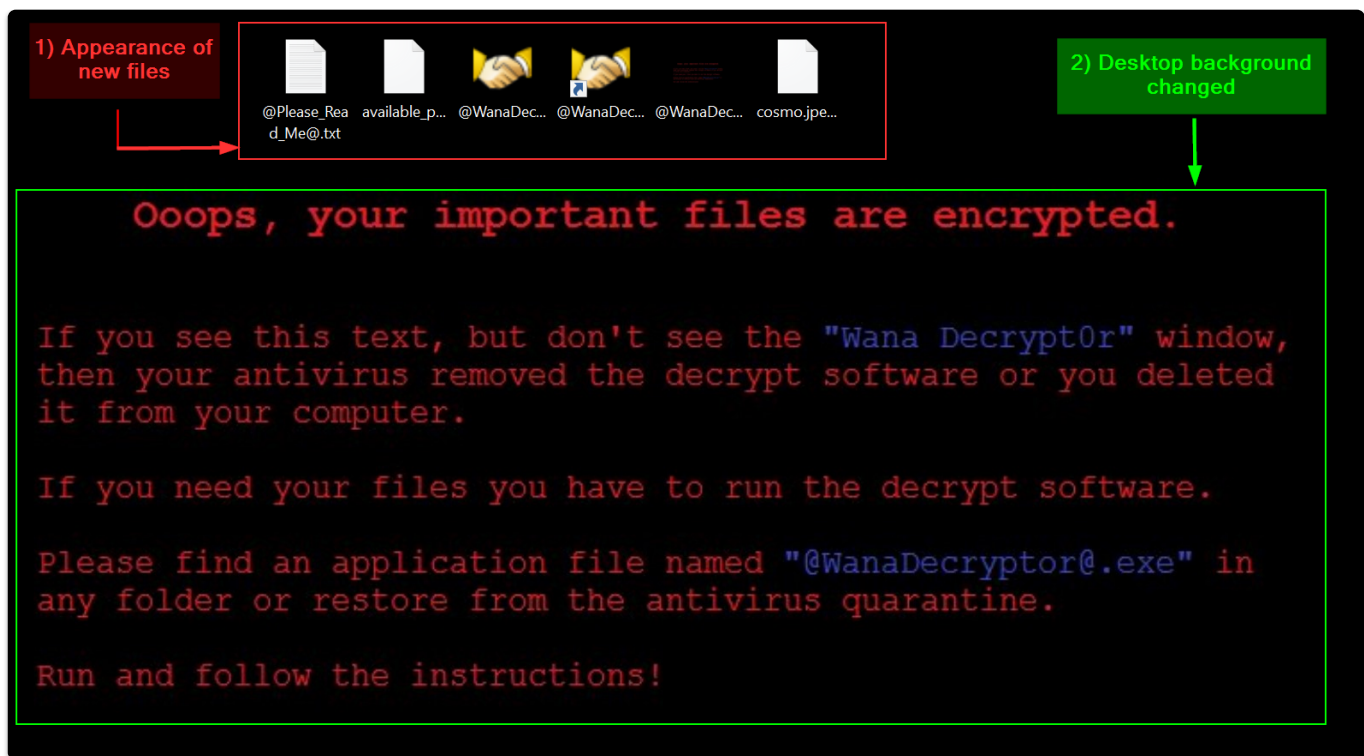 1) Appearance of
new files
@Please_Rea
d_Me@.txt
available_p...
@WanaDec...
@WanaDec...
@WanaDec...
cosmo.jpe...
2) Desktop background
changed
Ooops, your important files are encrypted.
If you see this text, but don't see the "Wana Decrypt0r" window,
then your antivirus removed the decrypt software or you deleted
it from your computer.
If you need your files you have to run the decrypt software.
Please find an application file named "@WanaDecryptor@.exe" in
any folder or restore from the antivirus quarantine.
Run and follow the instructions!